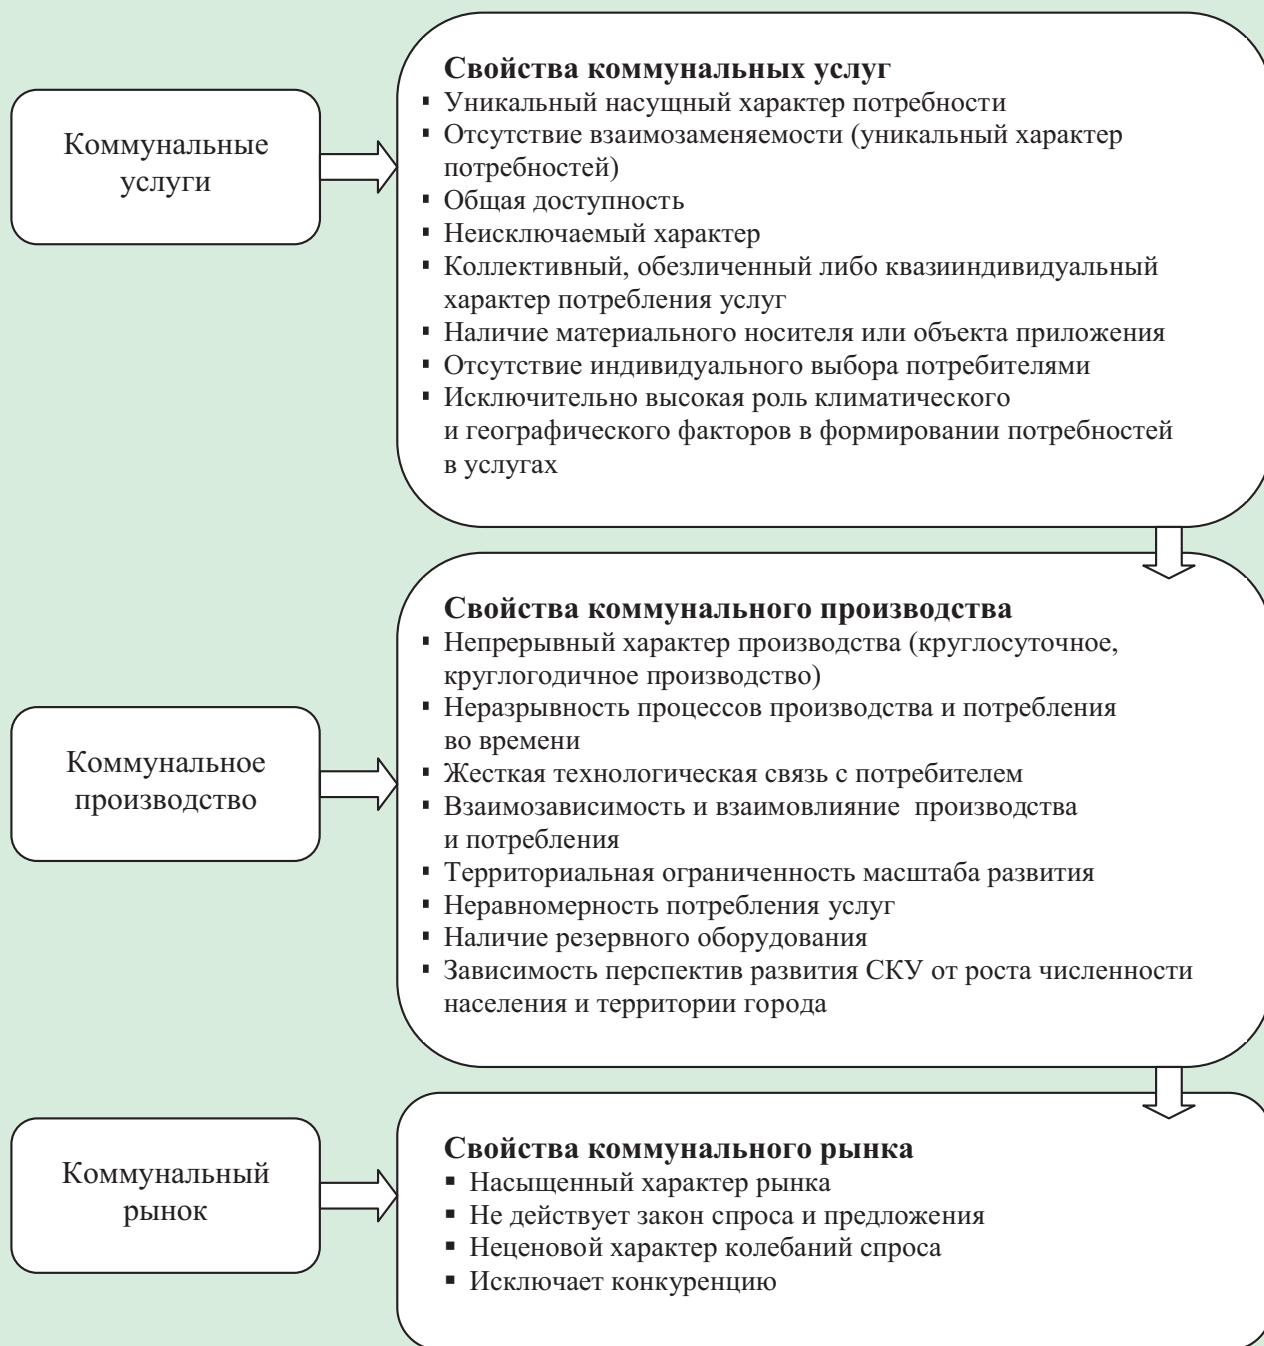 Коммунальные
услуги
Свойства коммунальных услуг
▪ Уникальный насущный характер потребности
▪ Отсутствие взаимозаменяемости (уникальный характер
потребностей)
▪ Общая доступность
▪ Неисключаемый характер
▪ Коллективный, обезличенный либо квазииндивидуальный
характер потребления услуг
▪ Наличие материального носителя или объекта приложения
▪ Отсутствие индивидуального выбора потребителями
▪ Исключительно высокая роль климатического
и географического факторов в формировании потребностей
в услугах
Коммунальное
производство
Свойства коммунального производства
▪ Непрерывный характер производства (круглосуточное,
круглогодичное производство)
▪ Неразрывность процессов производства и потребления
во времени
▪ Жесткая технологическая связь с потребителем
▪ Взаимозависимость и взаимовлияние производства
и потребления
▪ Территориальная ограниченность масштаба развития
▪ Неравномерность потребления услуг
▪ Наличие резервного оборудования
▪ Зависимость перспектив развития СКУ от роста численности
населения и территории города
Коммунальный
рынок
Свойства коммунального рынка
▪ Насыщенный характер рынка
▪ Не действует закон спроса и предложения
▪ Неценовой характер колебаний спроса
▪ Исключает конкуренцию